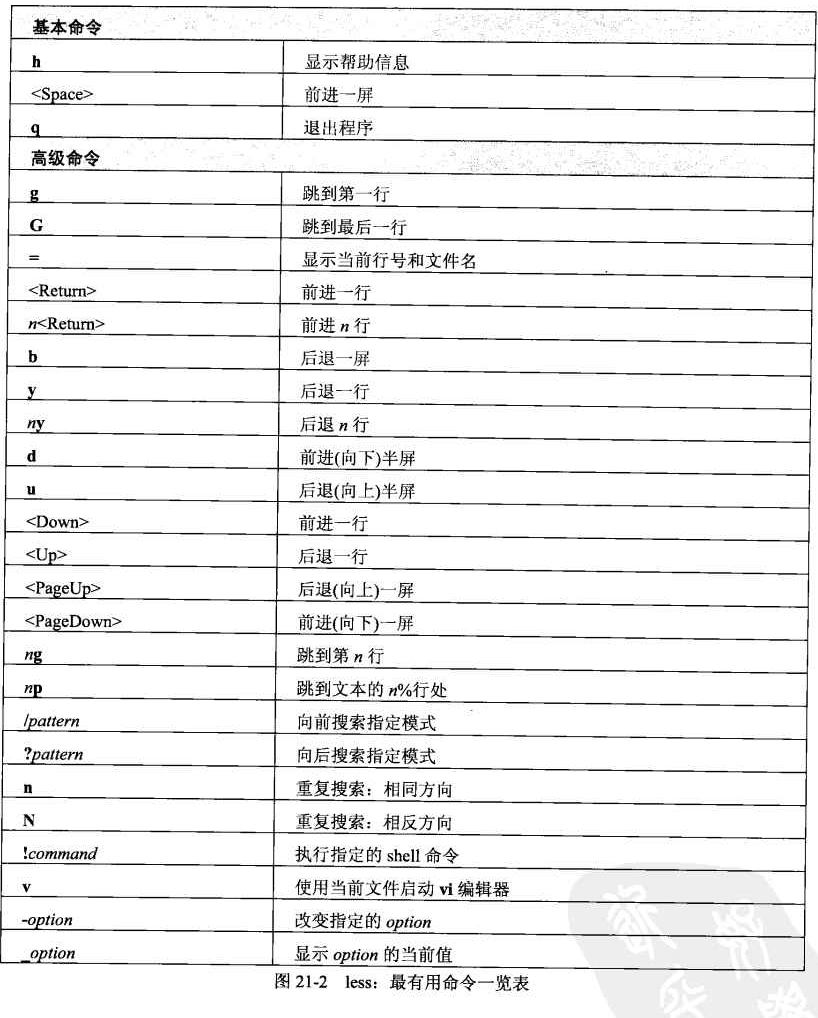 基本命令
h 显示帮助信息
<Space> 前进一屏
q 退出程序
高级命令
g 跳到第一行
G 跳到最后一行
= 显示当前行号和文件名
<Return> 前进一行
n<Return> 前进 n 行
b 后退一屏
y 后退一行
ny 后退 n 行
d 前进(向下)半屏
u 后退(向上)半屏
<Down> 前进一行
<Up> 后退一行
<PageUp> 后退(向上)一屏
<PageDown> 前进(向下)一屏
ng 跳到第 n 行
np 跳到文本的 n%行处
/pattern 向前搜索指定模式
?pattern 向后搜索指定模式
n 重复搜索：相同方向
N 重复搜索：相反方向
!command 执行指定的 shell 命令
v 使用当前文件启动 vi 编辑器
-option 改变指定的 option
_option 显示 option 的当前值
图 21-2 less：最有用命令一览表